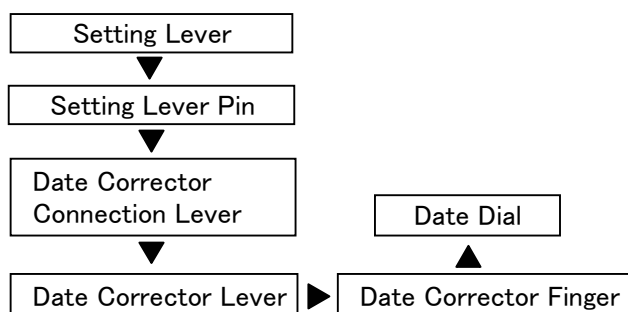 Setting Lever
Setting Lever Pin
Date Corrector
Connection Lever
Date Corrector Lever
Date Corrector Finger
Date Dial